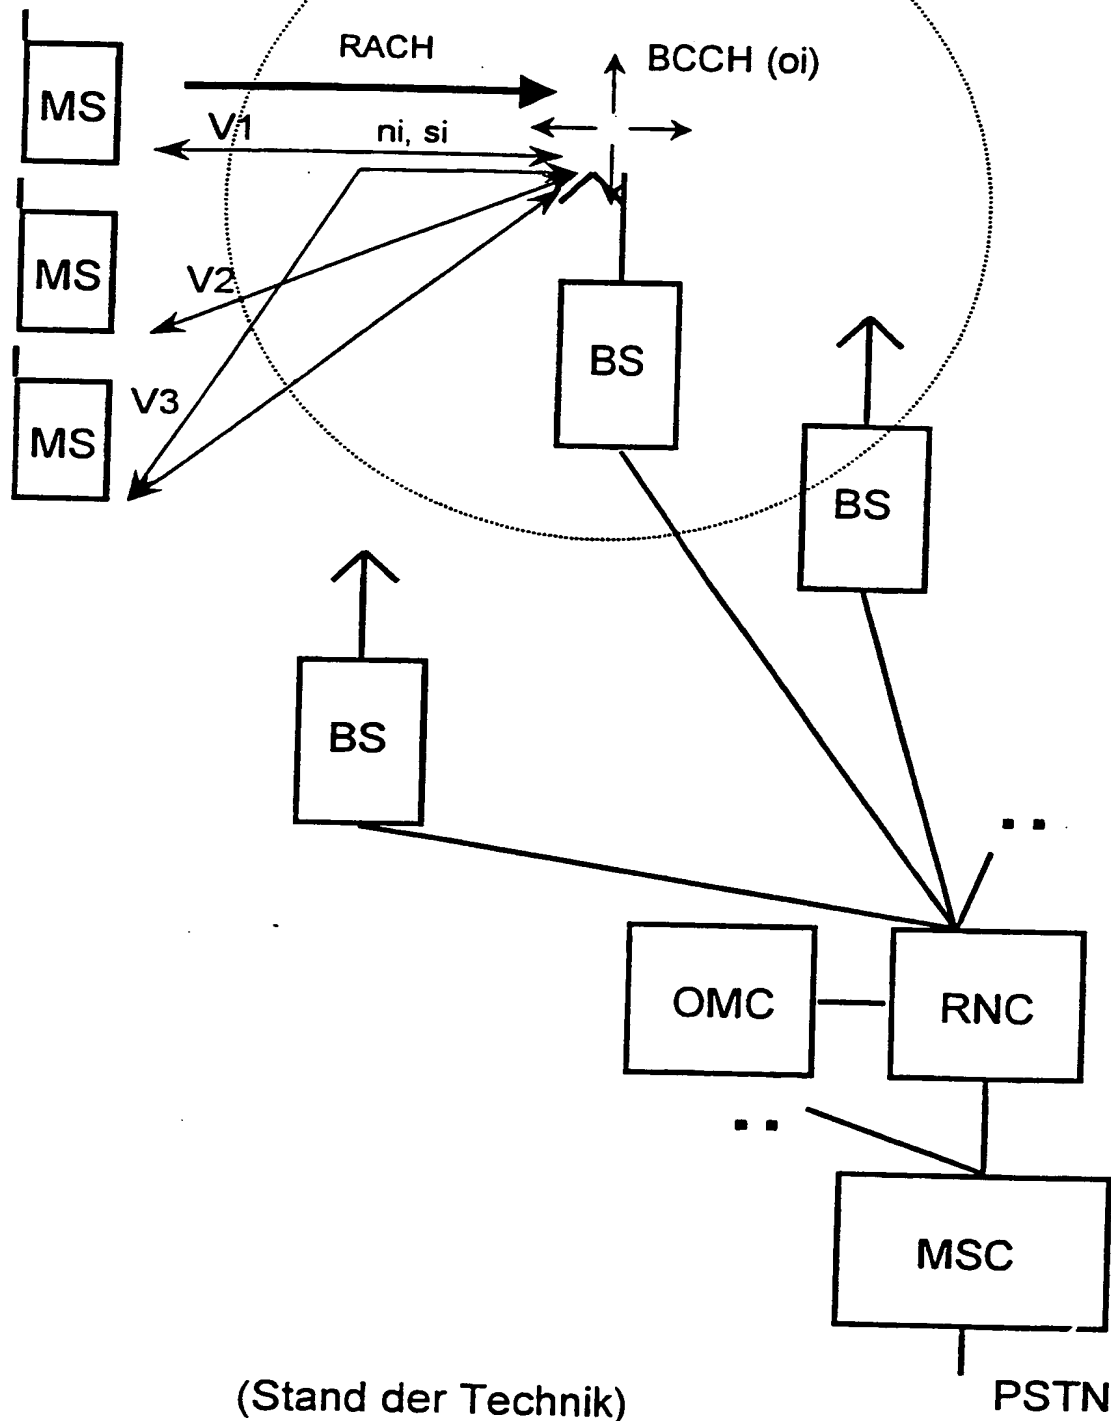 RACH
BCCH (oi)
MS
V1
ni, si
MS
V2
BS
V3
MS
BS
BS
OMC
RNC
MSC
(Stand der Technik)
PSTN